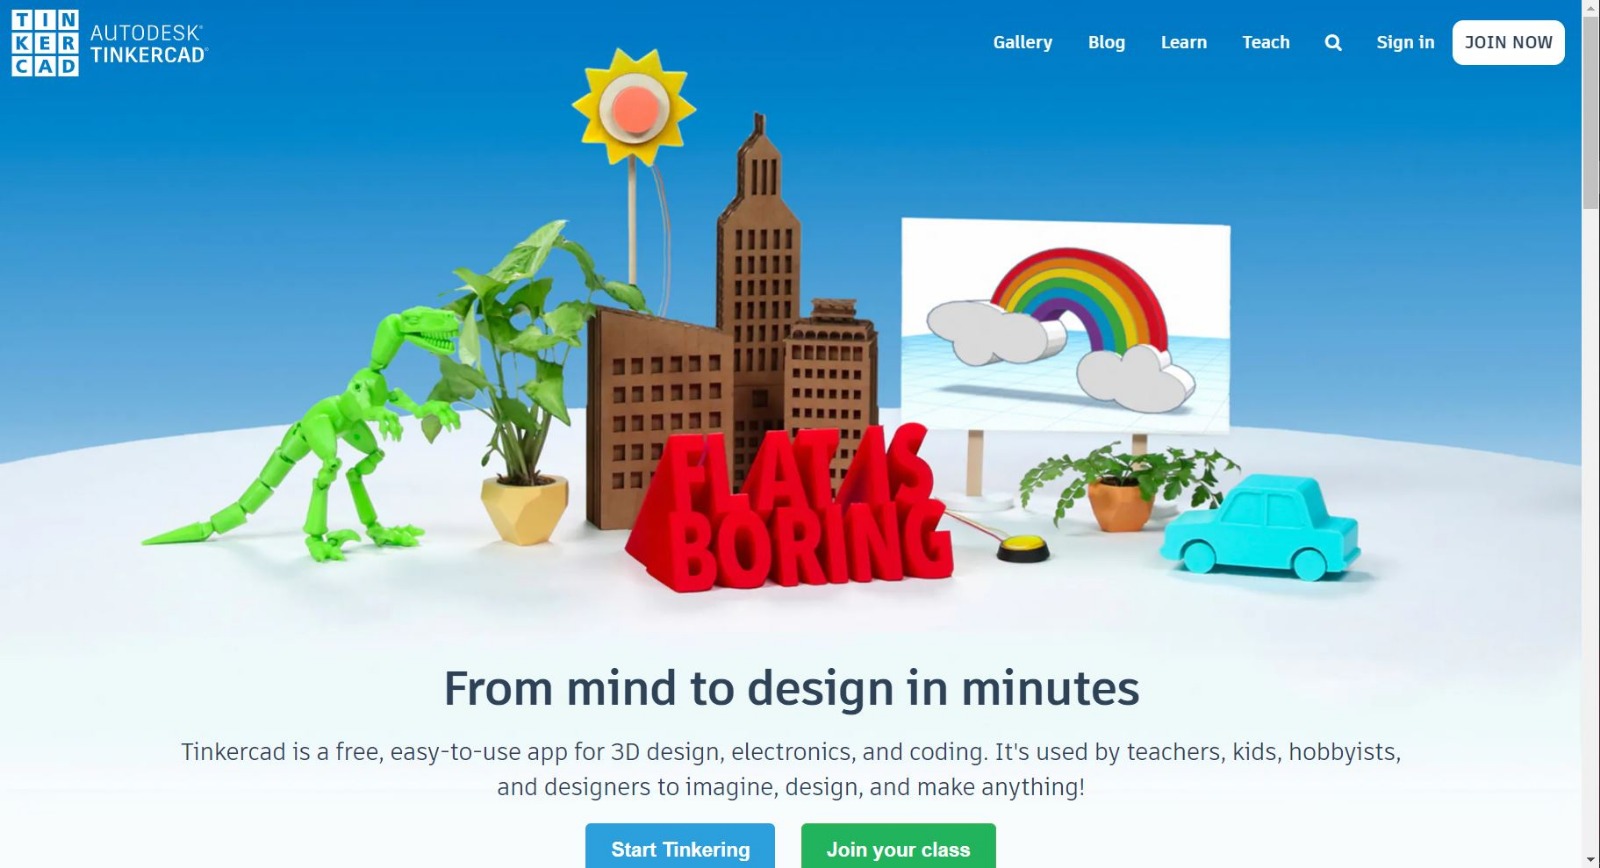 TIN
KER
CAD
AUTODESK®
TINKERCAD®
Gallery
Blog
Learn
Teach
Sign in
JOIN NOW
FLAT IS
BORING
From mind to design in minutes
Tinkercad is a free, easy-to-use app for 3D design, electronics, and coding. It's used by teachers, kids, hobbyists,
and designers to imagine, design, and make anything!
Start Tinkering
Join your class